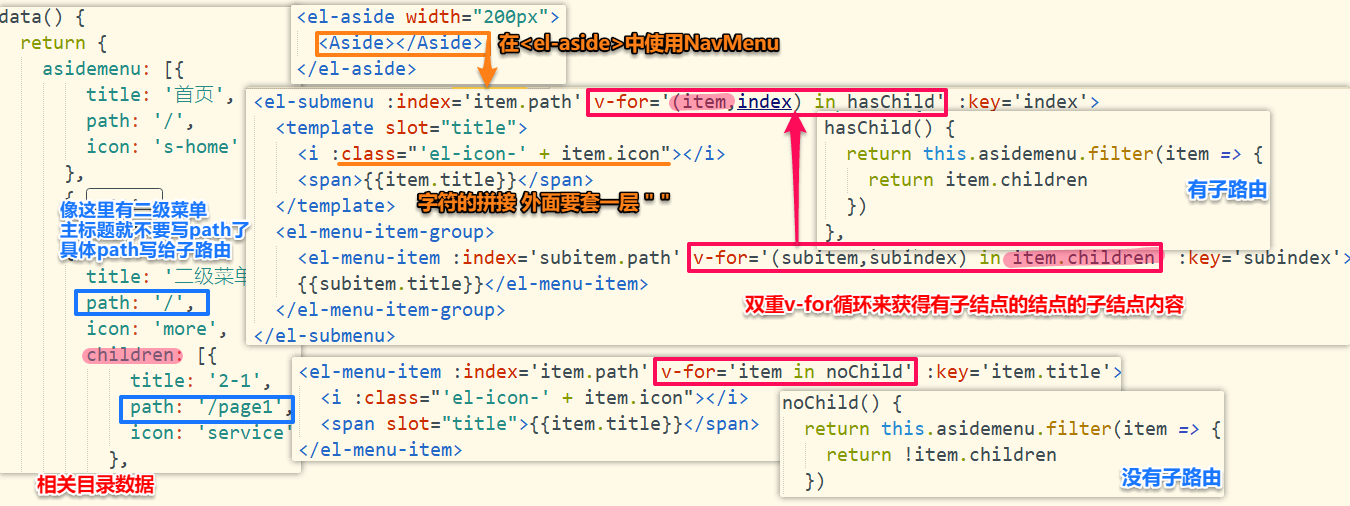 data() {
return {
asidemenu: [{
title: '首页',
path: '/',
icon: 's-home'
},
{
像这里有二级菜单
主标题就不要写path了
具体path写给子路由
title: '二级菜单
path: '/',
icon: 'more',
children: [{
title: '2-1',
path: '/page1',
icon: 'service'
},
相关目录数据
<el-aside width="200px">
<Aside></Aside>
</el-aside>
在<el-aside>中使用NavMenu
<el-submenu :index='item.path' v-for='(item,index) in hasChild' :key='index'>
<template slot="title">
<i :class="'el-icon-' + item.icon"></i>
<span>{{item.title}}</span>
</template>
字符的拼接 外面要套一层 " "
<el-menu-item-group>
<el-menu-item :index='subitem.path' v-for='(subitem,subindex) in item.children' :key='subindex'>
{{subitem.title}}</el-menu-item>
</el-menu-item-group>
</el-submenu>
双重v-for循环来获得有子结点的结点的子结点内容
hasChild() {
return this.asidemenu.filter(item => {
return item.children
})
},
有子路由
<el-menu-item :index='item.path' v-for='item in noChild' :key='item.title'>
<i :class="'el-icon-' + item.icon"></i>
<span slot="title">{{item.title}}</span>
</el-menu-item>
noChild() {
return this.asidemenu.filter(item => {
return !item.children
})
没有子路由